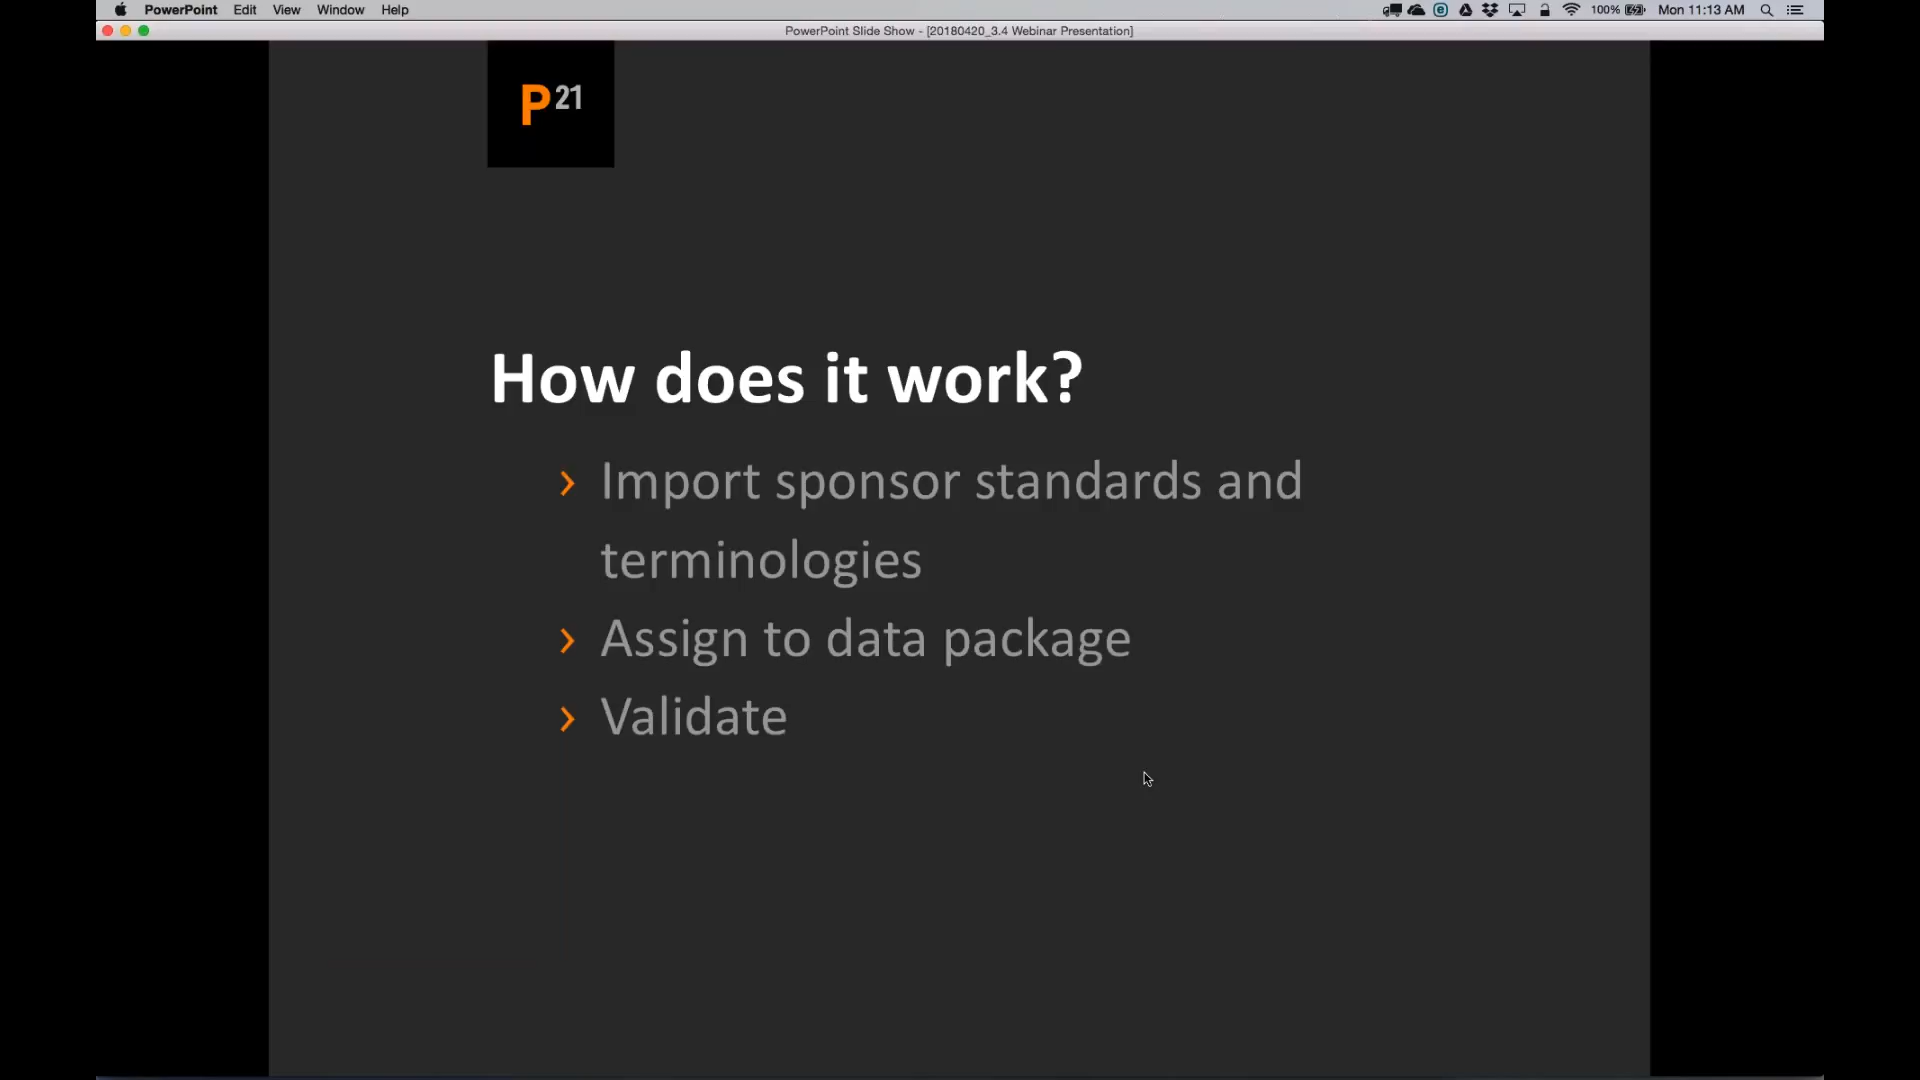 PowerPoint Edit View Window Help 100% Mon 11:13 AM
PowerPoint Slide Show - [20180420_3.4 Webinar Presentation]
P21
How does it work?
› Import sponsor standards and
terminologies
› Assign to data package
› Validate